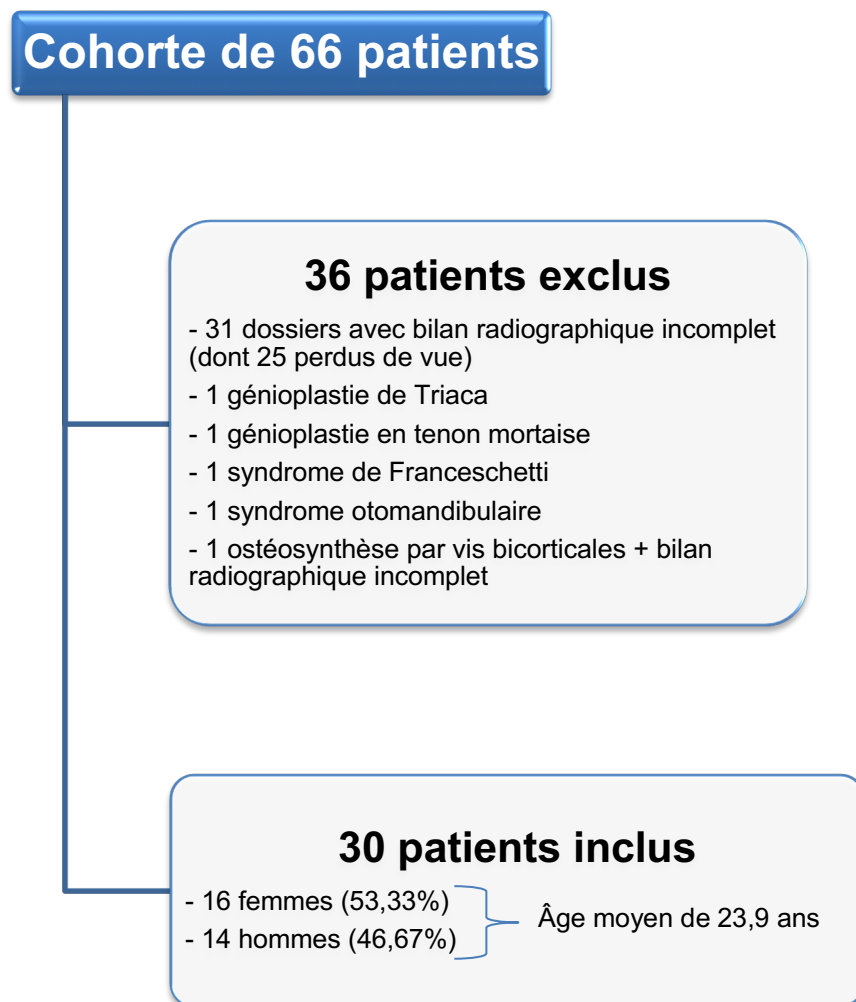 Cohorte de 66 patients
36 patients exclus
- 31 dossiers avec bilan radiographique incomplet
(dont 25 perdus de vue)
- 1 génioplastie de Triaca
- 1 génioplastie en tenon mortaise
- 1 syndrome de Franceschetti
- 1 syndrome otomandibulaire
- 1 ostéosynthèse par vis bicorticales + bilan
radiographique incomplet
30 patients inclus
- 16 femmes (53,33%)
- 14 hommes (46,67%)
Âge moyen de 23,9 ans